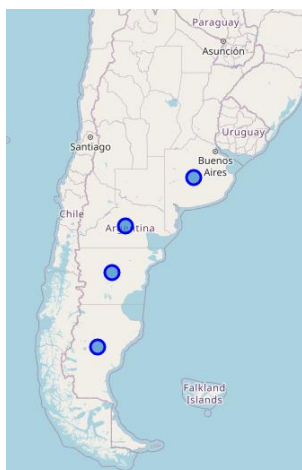 Paraguay
Asunción
Uruguay
Santiago
Buenos
Aires
Chile
Argentina
Falkland
Islands